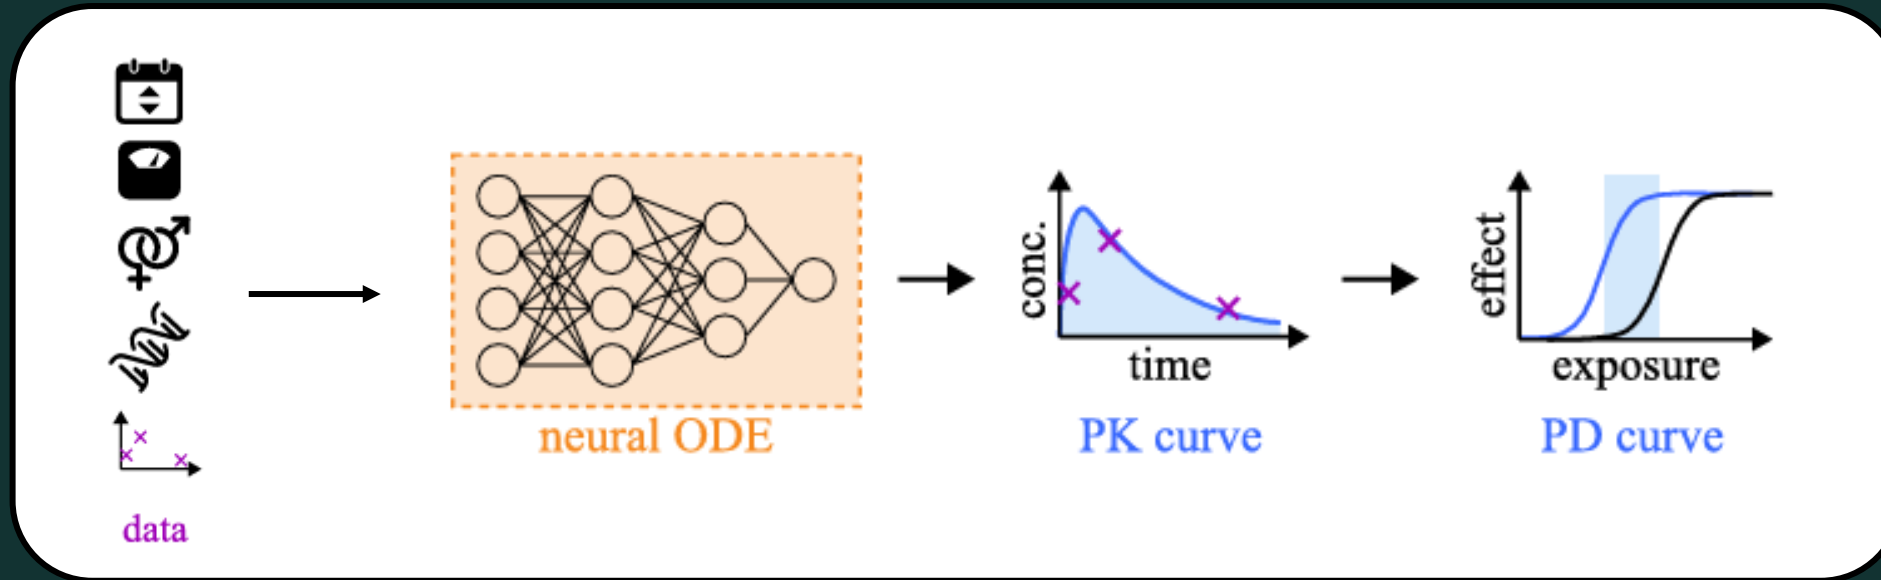 data
neural ODE
conc.
time
PK curve
effect
exposure
PD curve